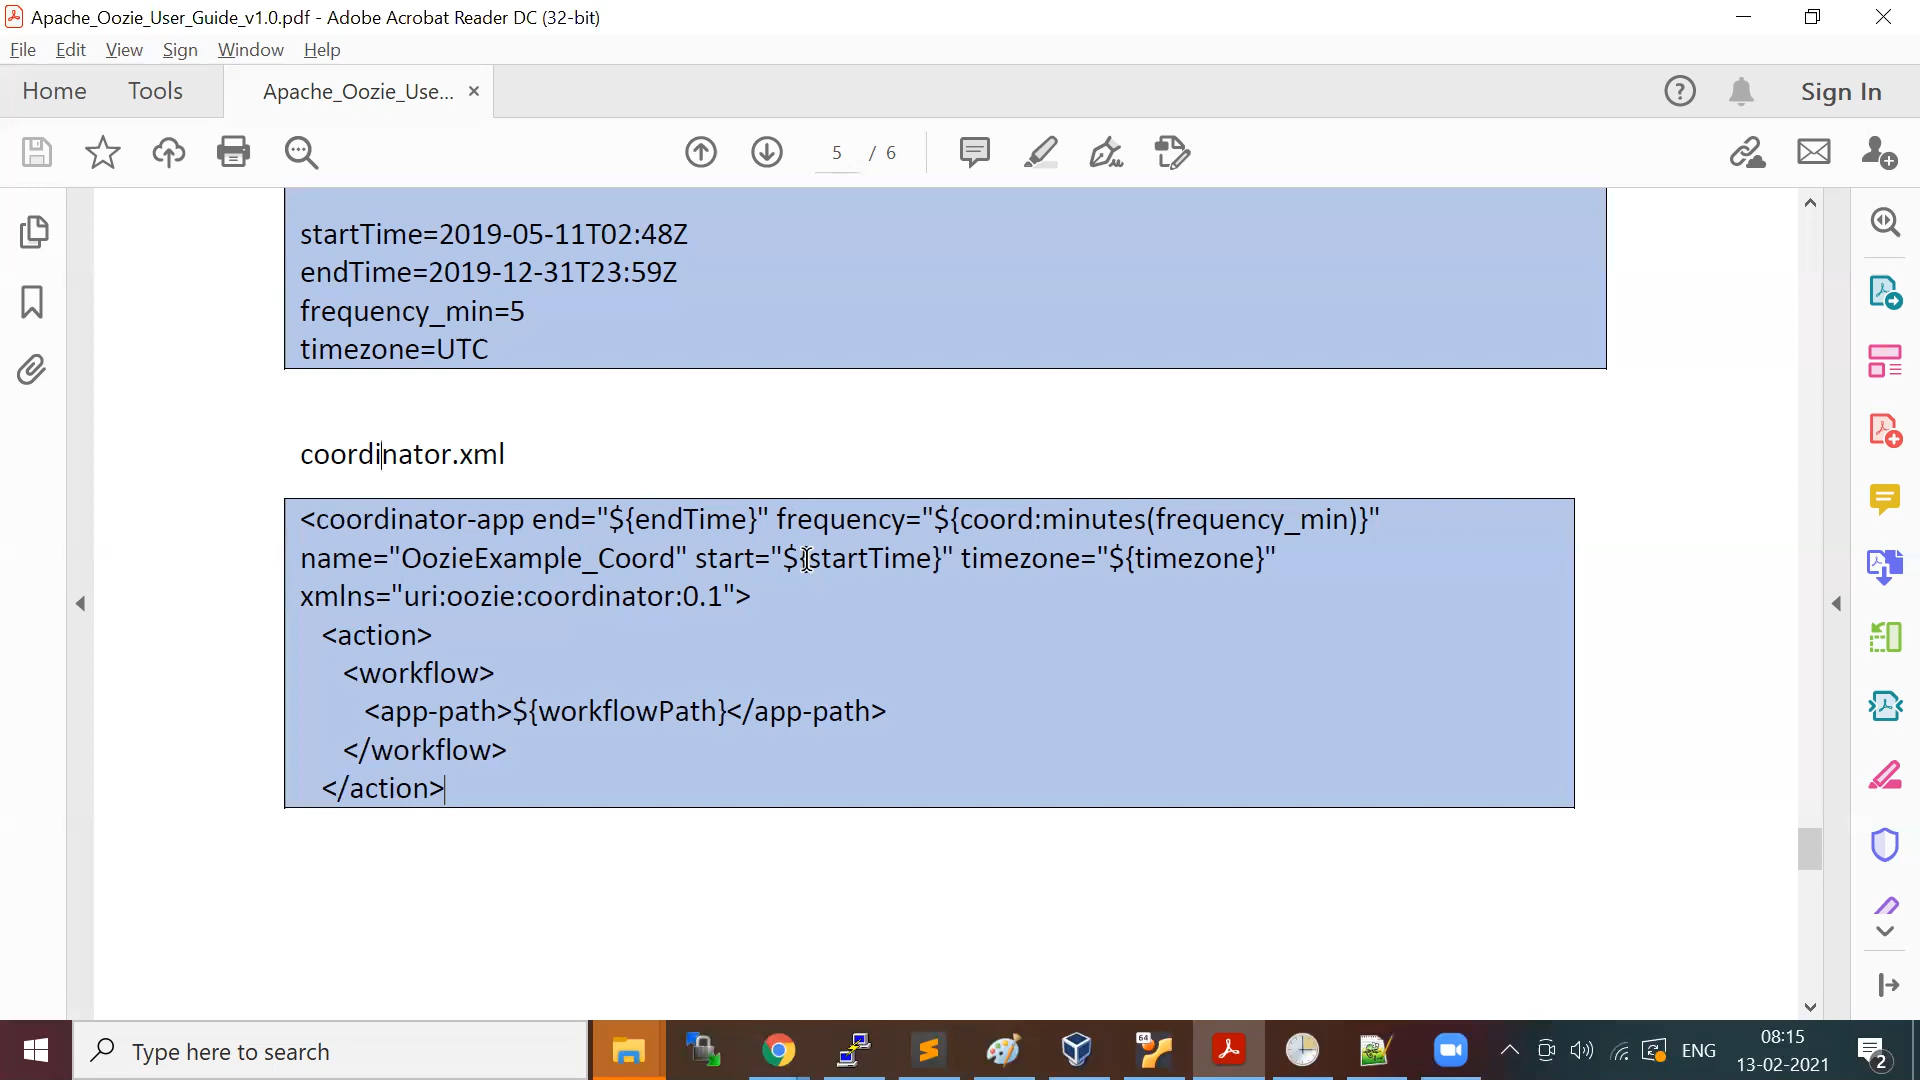 Apache_Oozie_User_Guide_v1.0.pdf - Adobe Acrobat Reader DC (32-bit)
File Edit View Sign Window Help
Home Tools Apache_Oozie_Use... × Sign In
5 / 6
startTime=2019-05-11T02:48Z
endTime=2019-12-31T23:59Z
frequency_min=5
timezone=UTC
coordinator.xml
<coordinator-app end="${endTime}" frequency="${coord:minutes(frequency_min)}"
name="OozieExample_Coord" start="${startTime}" timezone="${timezone}"
xmlns="uri:oozie:coordinator:0.1">
<action>
<workflow>
<app-path>${workflowPath}</app-path>
</workflow>
</action>
Type here to search
64
ENG
08:15
13-02-2021
2